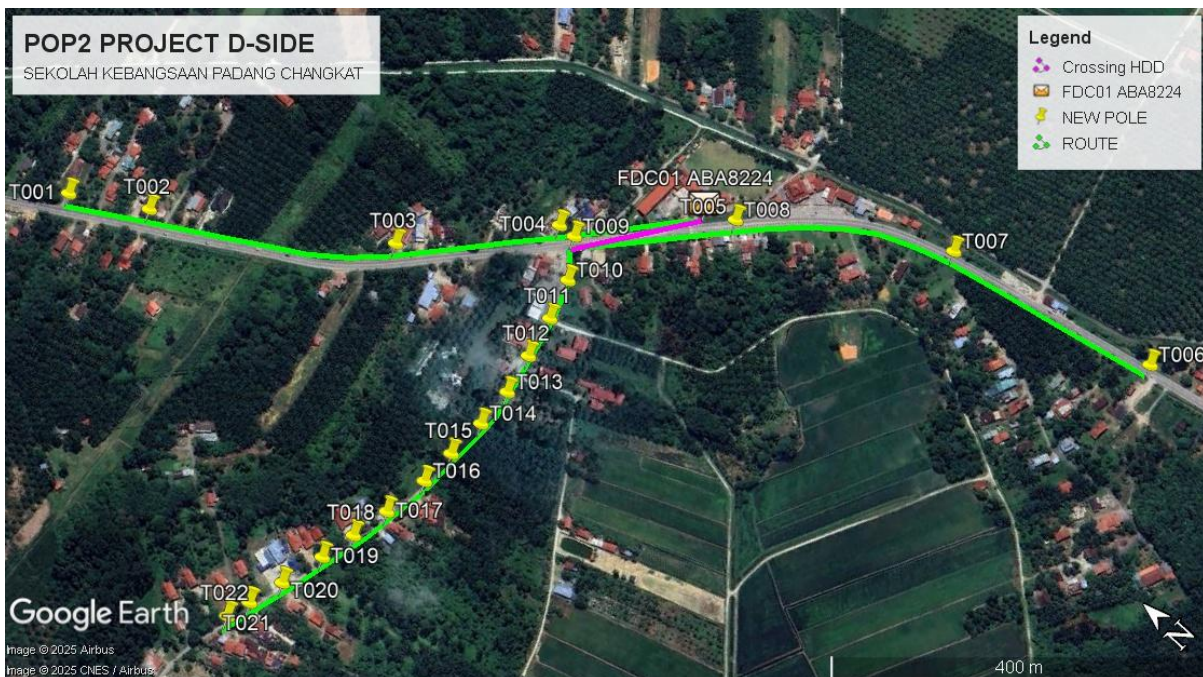 POP2 PROJECT D-SIDE
SEKOLAH KEBANGSAAN PADANG CHANGKAT
Legend
Crossing HDD
FDC01 ABA8224
NEW POLE
ROUTE
FDC01 ABA8224
T001
T002
T003
T004
T009
T005
T008
T007
T010
T011
T012
T006
T013
T014
T015
T016
T017
T018
T019
T020
T022
T021
Google Earth
Image © 2025 Airbus
Image © 2025 CNES / Airbus
N
400 m